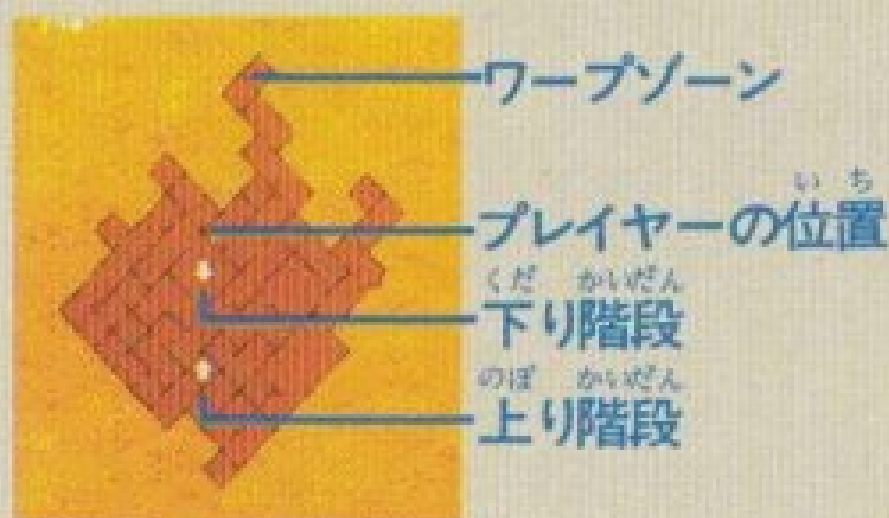 ワープゾーン
いち
プレイヤーの位置
くだ かいだん
下り階段
のぼ かいだん
上り階段